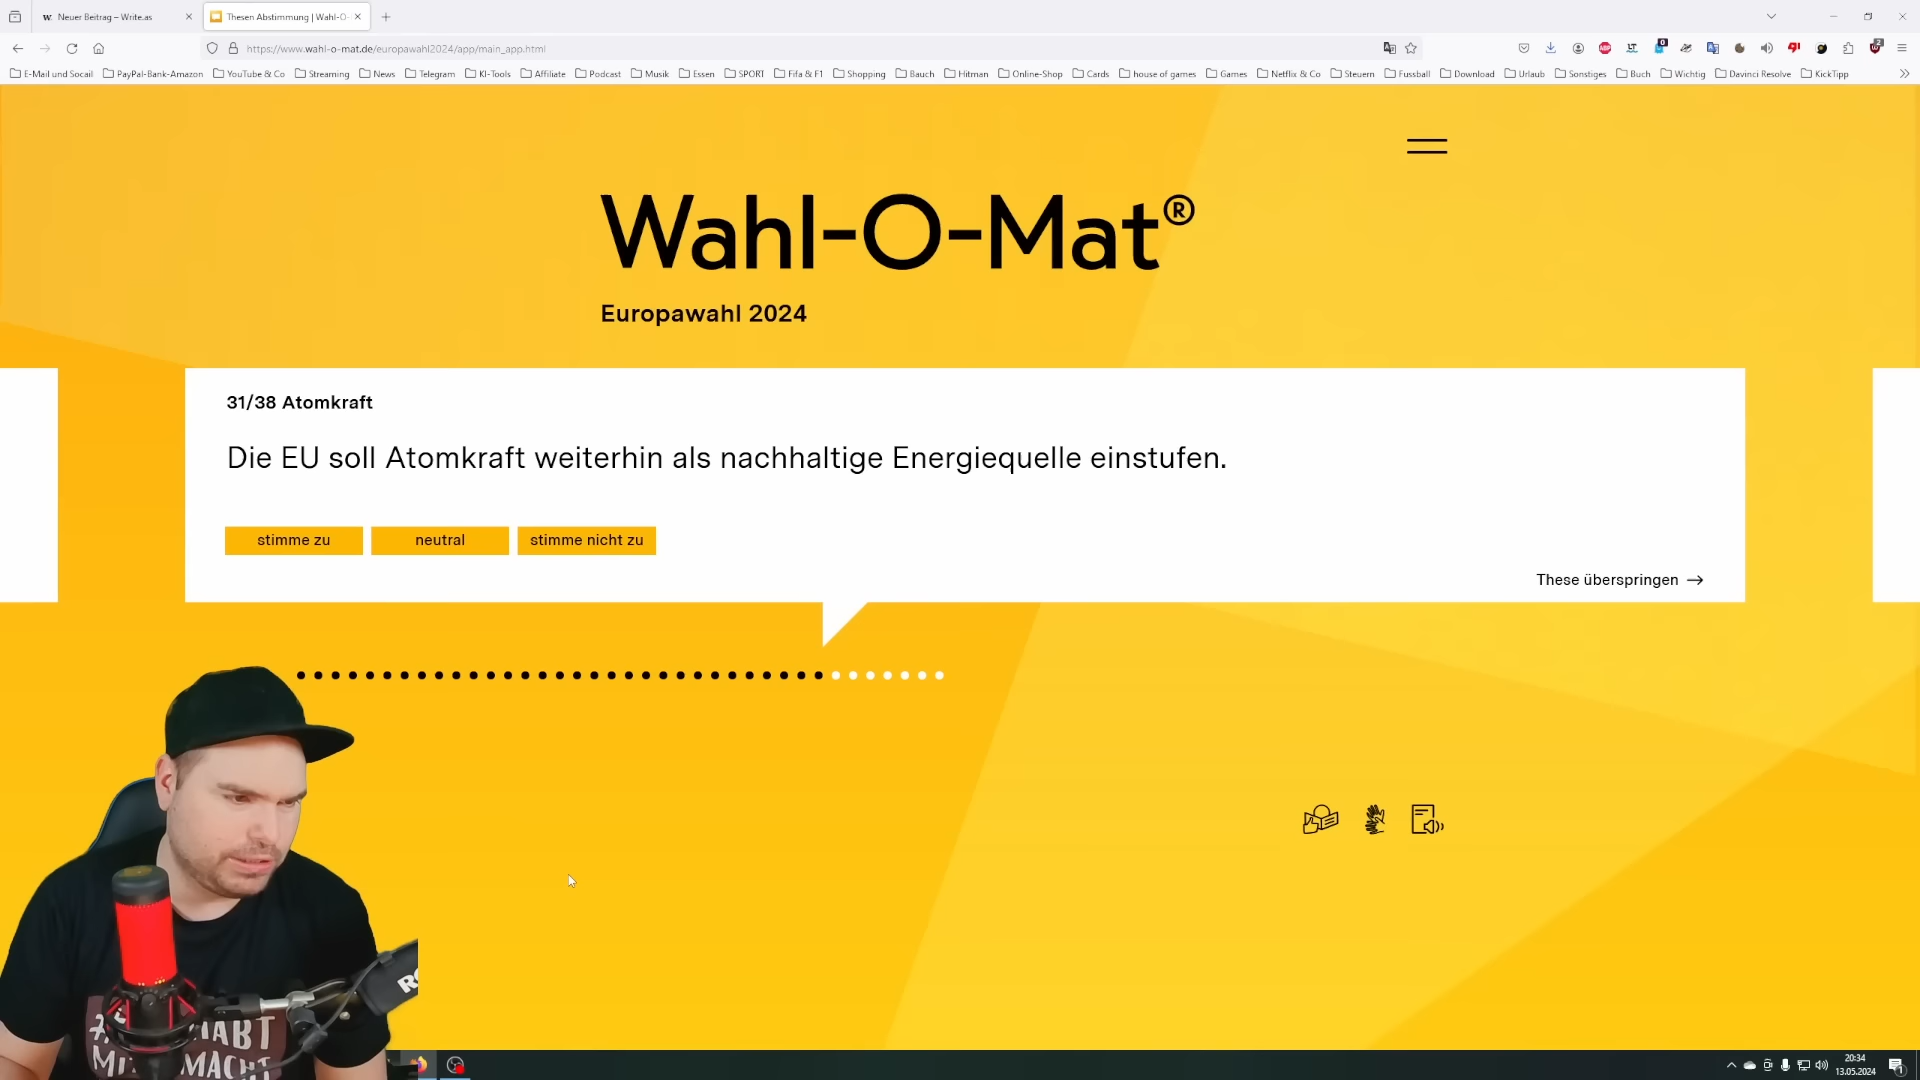 Neuer Beitrag – Write.as
Thesen Abstimmung | Wahl-O-
https://www.wahl-o-mat.de/europawahl2024/app/main_app.html
E-Mail und Socail PayPal-Bank-Amazon YouTube & Co Streaming News Telegram KI-Tools Affiliate Podcast Musik Essen SPORT Fifa & F1 Shopping Bauch Hitman Online-Shop Cards house of games Games Netflix & Co Steuern Fussball Download Urlaub Sonstiges Buch Wichtig Davinci Resolve KickTipp
Wahl-O-Mat®
Europawahl 2024
31/38 Atomkraft
Die EU soll Atomkraft weiterhin als nachhaltige Energiequelle einstufen.
stimme zu
neutral
stimme nicht zu
These überspringen →
20:34
13.05.2024